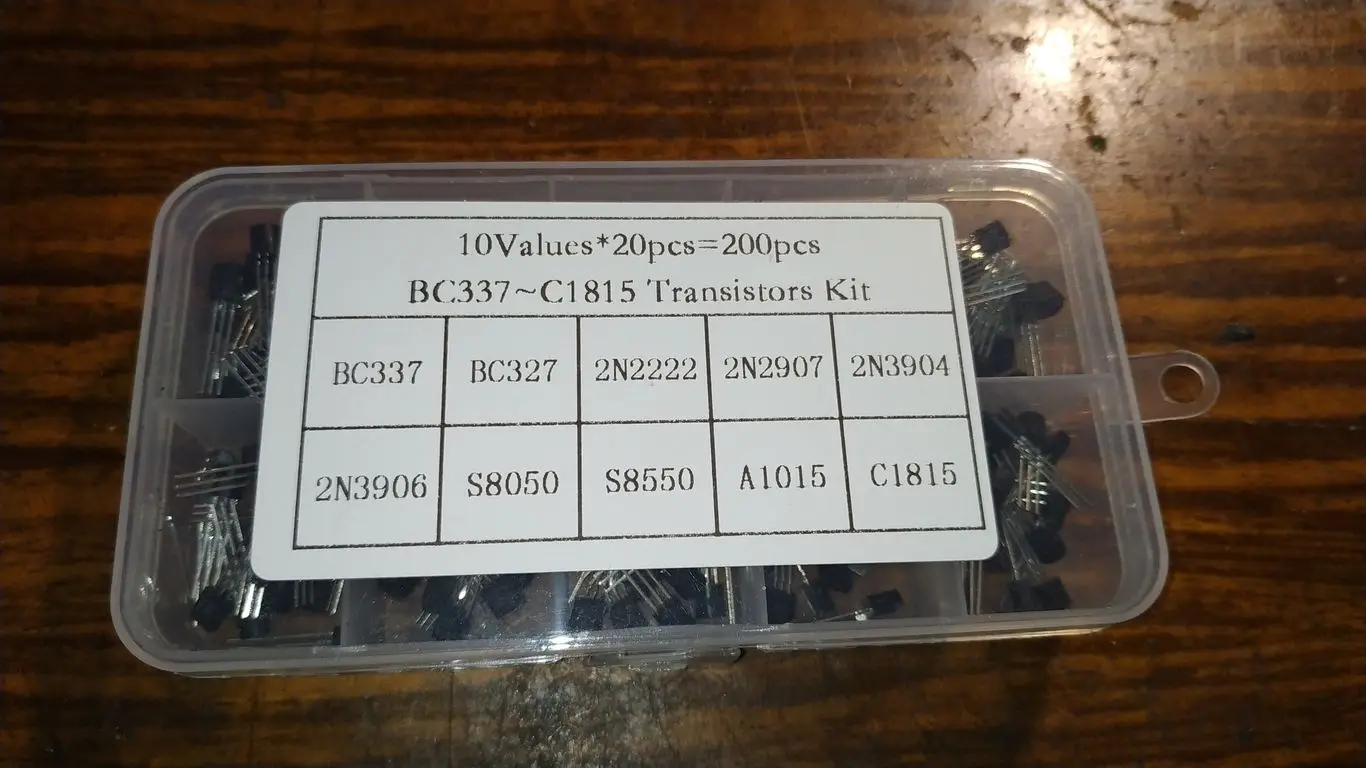 10Values*20pcs=200pcs
BC337~C1815 Transistors Kit
BC337 BC327 2N2222 2N2907 2N3904
2N3906 S8050 S8550 A1015 C1815